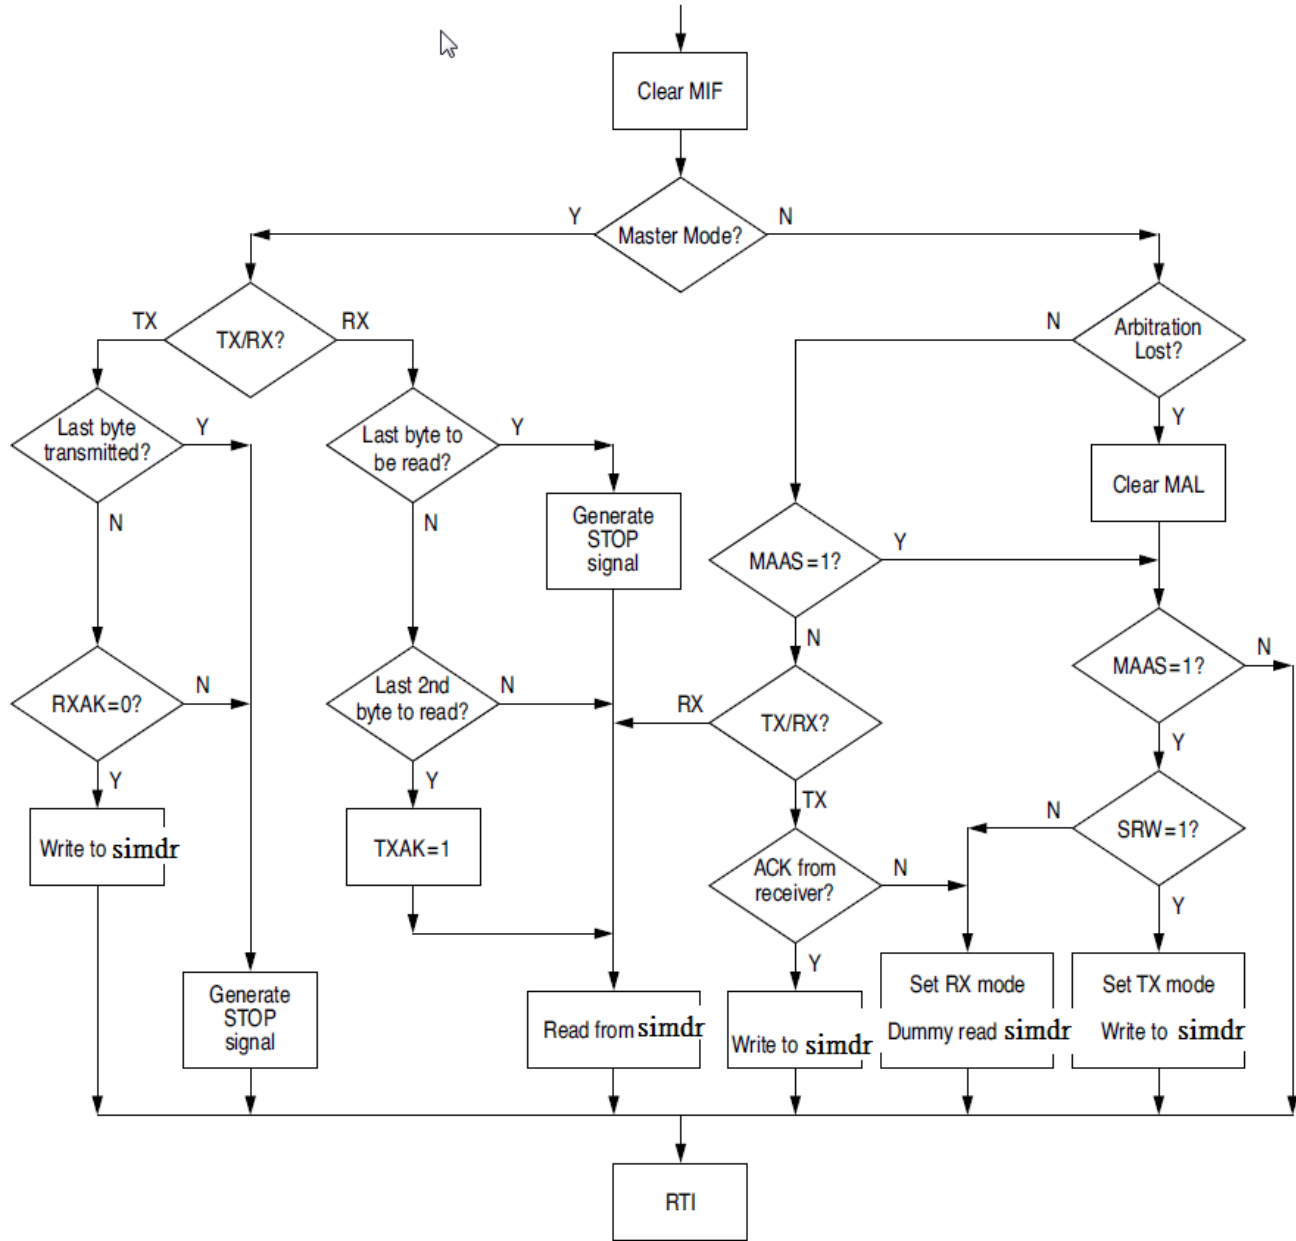 Clear MIF
Y
Master Mode?
N
TX
TX/RX?
RX
N
Arbitration
Lost?
Last byte
transmitted?
Y
Last byte to
be read?
Y
Y
Clear MAL
N
N
Generate
STOP
signal
MAAS=1?
Y
N
MAAS=1?
N
RXAK=0?
N
Last 2nd
byte to read?
N
RX
TX/RX?
Y
Y
Y
TX
N
SRW=1?
Write to simdr
TXAK=1
ACK from
receiver?
N
Y
Y
Generate
STOP
signal
Read from simdr
Write to simdr
Set RX mode
Dummy read simdr
Set TX mode
Write to simdr
RTI